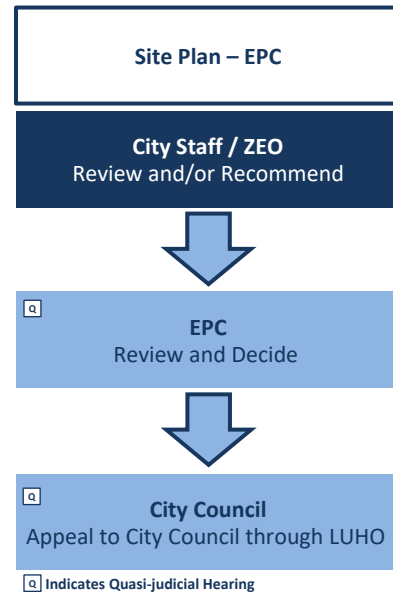 Site Plan – EPC
City Staff / ZEO
Review and/or Recommend
Q
EPC
Review and Decide
Q
City Council
Appeal to City Council through LUHO
Q Indicates Quasi-judicial Hearing